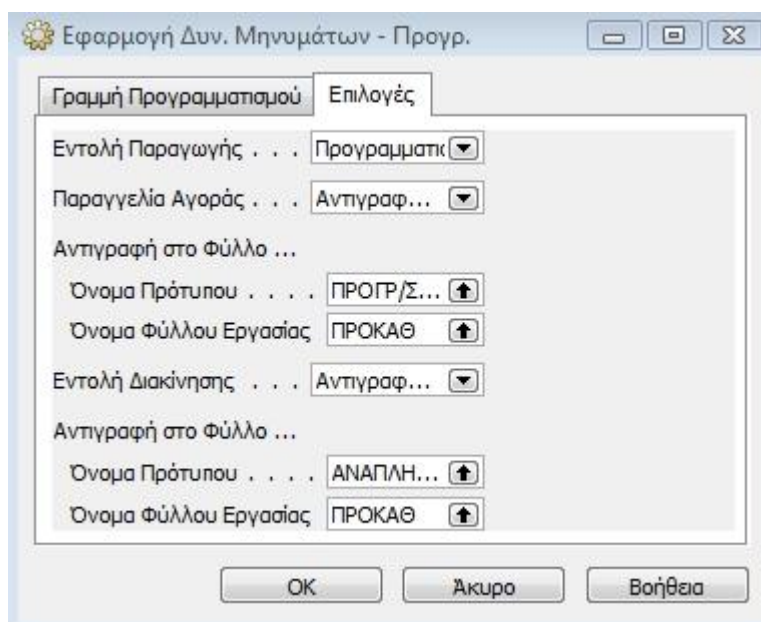 Εφαρμογή Δυν. Μηνυμάτων - Προγρ.
Γραμμή Προγραμματισμού Επιλογές
Εντολή Παραγωγής . . . Προγραμματι
Παραγγελία Αγοράς . . . Αντιγραφ...
Αντιγραφή στο Φύλλο ...
Όνομα Πρότυπου . . . . ΠΡΟΓΡ/Σ...
Όνομα Φύλλου Εργασίας ΠΡΟΚΑΘ
Εντολή Διακίνησης . . . Αντιγραφ...
Αντιγραφή στο Φύλλο ...
Όνομα Πρότυπου . . . . ΑΝΑΠΛΗ...
Όνομα Φύλλου Εργασίας ΠΡΟΚΑΘ
OK Άκυρο Βοήθεια